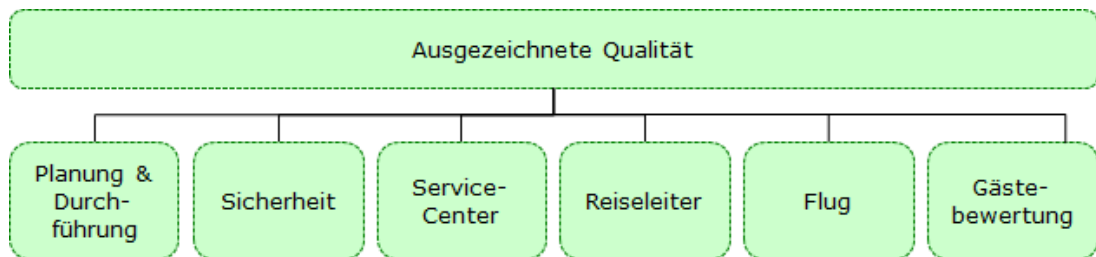 Ausgezeichnete Qualität
Planung &
Durch-
führung
Sicherheit
Service-
Center
Reiseleiter
Flug
Gäste-
bewertung